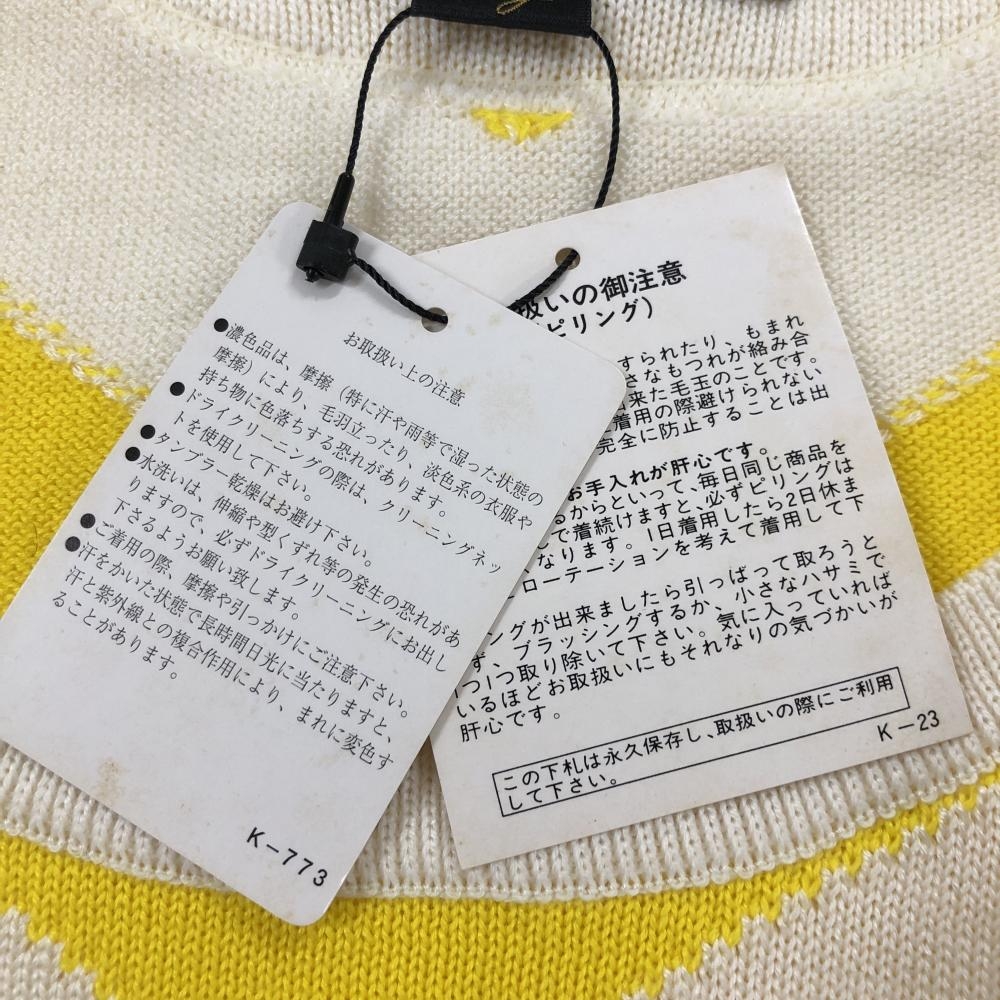 お取扱い上の注意
●濃色品は、摩擦（特に汗や雨等で湿った状態の
摩擦）により、毛羽立ったり、淡色系の衣服や
持ち物に色落ちする恐れがあります。
●ドライクリーニングの際は、クリーニングネッ
トを使用して下さい。
●タンブラー乾燥はお避け下さい。
●水洗いは、伸縮や型くずれ等の発生の恐れがあ
りますので、必ずドライクリーニングにお出し
下さるようお願い致します。
●ご着用の際、摩擦や引っかけにご注意下さい。
●汗をかいた状態で長時間日光に当たりますと、
汗と紫外線との複合作用により、まれに変色す
ることがあります。
K-773
扱いの御注意
ピリング）
すられたり、もまれ
さなもつれが絡み合
出来た毛玉のことです。
着用の際避けられない
完全に防止することは出
お手入れが肝心です。
るからといって、毎日同じ商品を
で着続けますと、必ずピリングは
なります。1日着用したら2日休ま
ローテーションを考えて着用して下
ングが出来ましたら引っぱって取ろうと
ず、ブラッシングするか、小さなハサミで
1つ1つ取り除いて下さい。気に入っていれば
いるほどお取扱いにもそれなりの気づかいが
肝心です。
この下札は永久保存し、取扱いの際にご利用
して下さい。
K-23